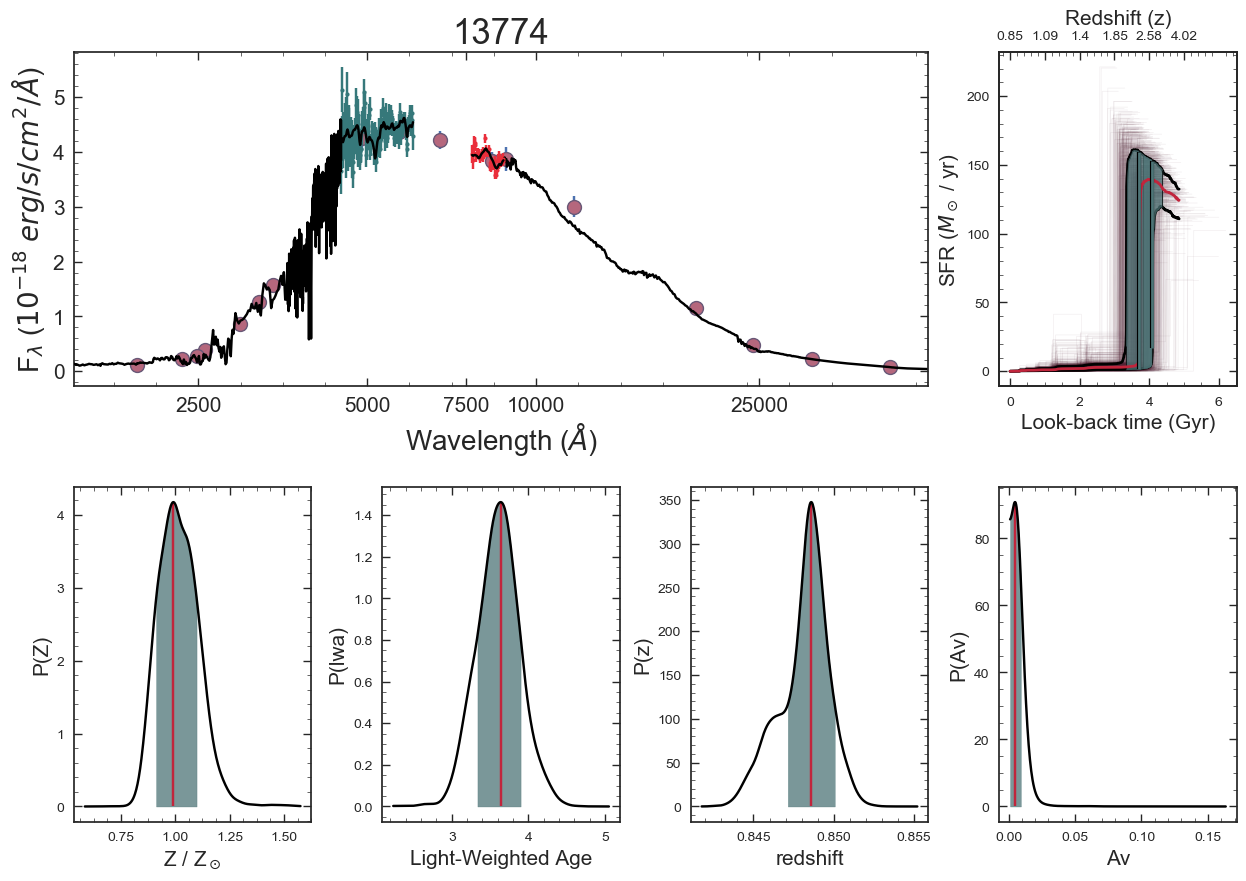 13774
F_λ (10^{-18} erg/s/cm^2/Å)
5
4
3
2
1
0
2500 5000 7500 10000 25000
Wavelength (Å)
Redshift (z)
0.85 1.09 1.4 1.85 2.58 4.02
SFR (M_⊙ / yr)
200
150
100
50
0
0 2 4 6
Look-back time (Gyr)
P(Z)
4
3
2
1
0
0.75 1.00 1.25 1.50
Z / Z_⊙
P(lwa)
1.4
1.2
1.0
0.8
0.6
0.4
0.2
0.0
3 4 5
Light-Weighted Age
P(z)
350
300
250
200
150
100
50
0
0.845 0.850 0.855
redshift
P(Av)
80
60
40
20
0
0.00 0.05 0.10 0.15
Av